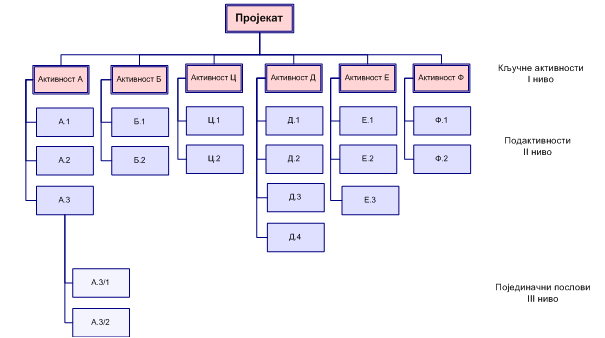 Пројекат
Активност А
Активност Б
Активност Ц
Активност Д
Активност Е
Активност Ф
Кључне активности
I ниво
А.1
Б.1
Ц.1
Д.1
Е.1
Ф.1
Подактивности
II ниво
А.2
Б.2
Ц.2
Д.2
Е.2
Ф.2
А.3
Д.3
Е.3
Д.4
А.3/1
Појединачни послови
III ниво
А.3/2